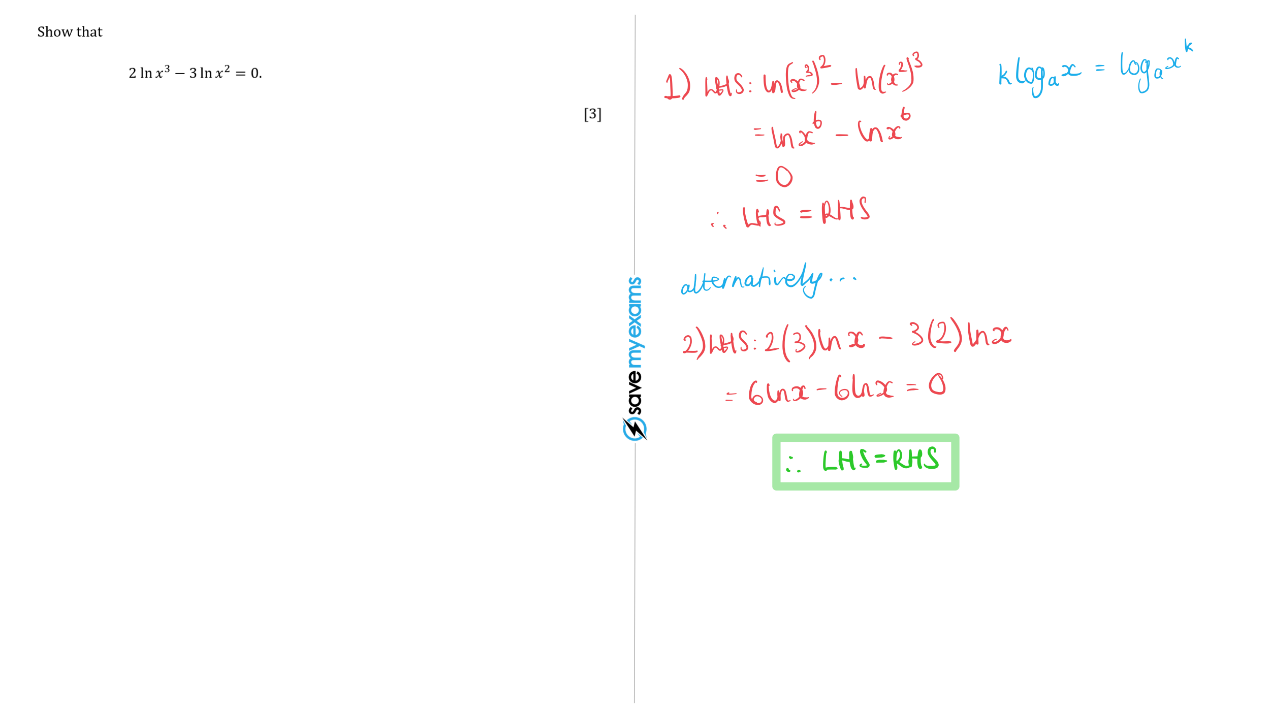 Show that
2 ln x³ − 3 ln x² = 0.
[3]
1) LHS: ln(x³)² − ln(x²)³
k logₐx = logₐxᵏ
= ln x⁶ − ln x⁶
= 0
∴ LHS = RHS
alternatively...
2) LHS: 2(3) ln x − 3(2) ln x
= 6 ln x − 6 ln x = 0
∴ LHS = RHS
save my exams